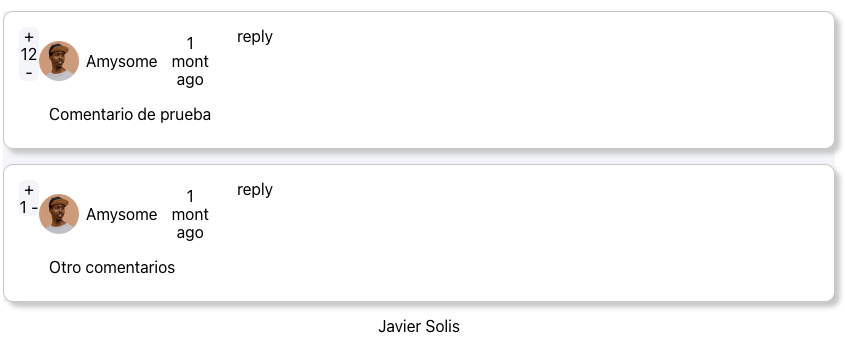 +
12
-
Amysome
1
mont
ago
reply
Comentario de prueba
+
1 -
Amysome
1
mont
ago
reply
Otro comentarios
Javier Solis